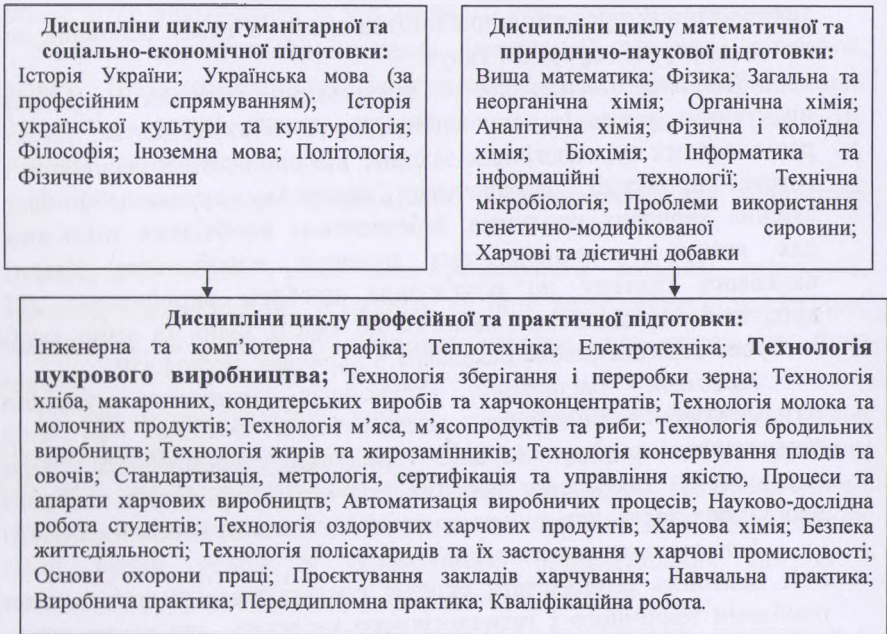 Дисципліни циклу гуманітарної та
соціально-економічної підготовки:
Історія України; Українська мова (за
професійним спрямуванням); Історія
української культури та культурологія;
Філософія; Іноземна мова; Політологія,
Фізичне виховання
Дисципліни циклу математичної та
природничо-наукової підготовки:
Вища математика; Фізика; Загальна та
неорганічна хімія; Органічна хімія;
Аналітична хімія; Фізична і колоїдна
хімія; Біохімія; Інформатика та
інформаційні технології; Технічна
мікробіологія; Проблеми використання
генетично-модифікованої сировини;
Харчові та дієтичні добавки
Дисципліни циклу професійної та практичної підготовки:
Інженерна та комп’ютерна графіка; Теплотехніка; Електротехніка; Технологія
цукрового виробництва; Технологія зберігання і переробки зерна; Технологія
хліба, макаронних, кондитерських виробів та харчоконцентратів; Технологія молока та
молочних продуктів; Технологія м’яса, м’ясопродуктів та риби; Технологія бродильних
виробництв; Технологія жирів та жирозамінників; Технологія консервування плодів та
овочів; Стандартизація, метрологія, сертифікація та управління якістю, Процеси та
апарати харчових виробництв; Автоматизація виробничих процесів; Науково-дослідна
робота студентів; Технологія оздоровчих харчових продуктів; Харчова хімія; Безпека
життєдіяльності; Технологія полісахаридів та їх застосування у харчові промисловості;
Основи охорони праці; Проєктування закладів харчування; Навчальна практика;
Виробнича практика; Переддипломна практика; Кваліфікаційна робота.